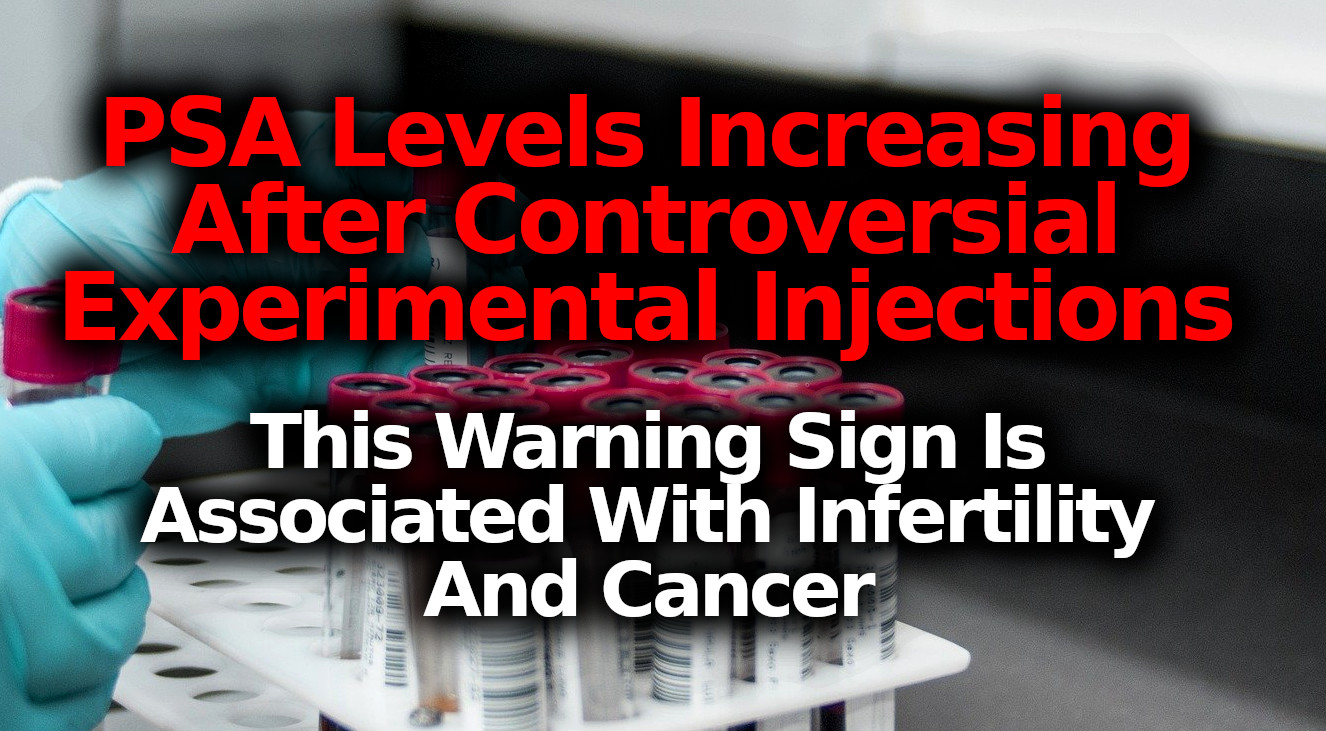 PSA Levels Increasing
After Controversial
Experimental Injections
This Warning Sign Is
Associated With Infertility
And Cancer